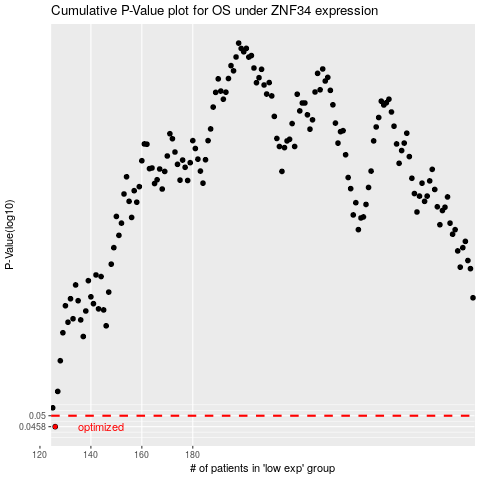 Cumulative P-Value plot for OS under ZNF34 expression
P-Value(log10)
0.05
0.0458
optimized
120 140 160 180
# of patients in 'low exp' group